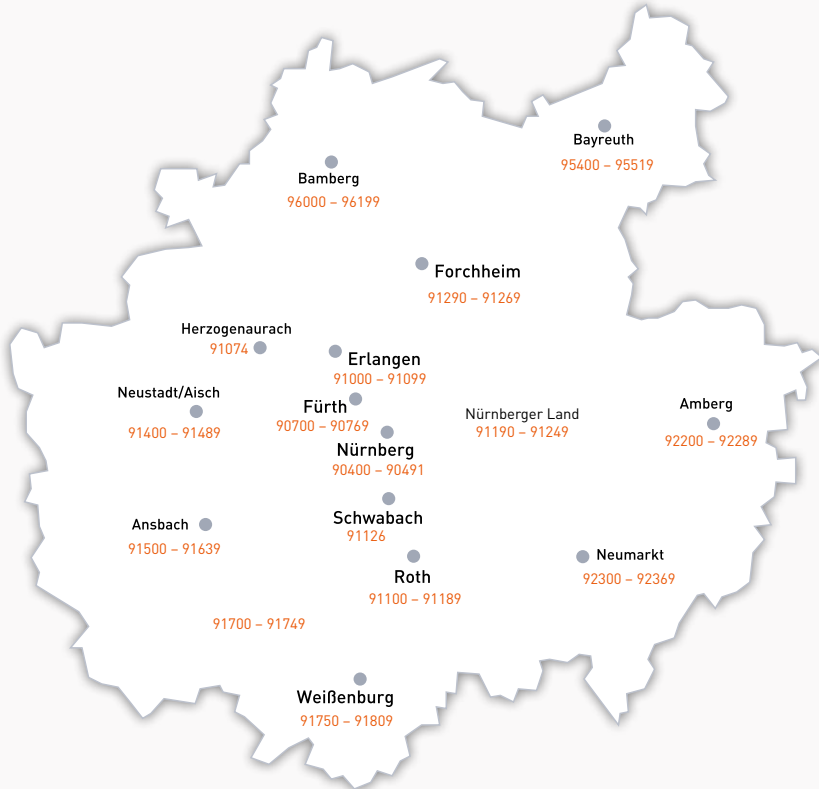 Bayreuth
95400 – 95519
Bamberg
96000 – 96199
Forchheim
91290 – 91269
Herzogenaurach
91074
Erlangen
91000 – 91099
Neustadt/Aisch
91400 – 91489
Fürth
90700 – 90769
Nürnberger Land
91190 – 91249
Amberg
92200 – 92289
Nürnberg
90400 – 90491
Schwabach
91126
Ansbach
91500 – 91639
Neumarkt
92300 – 92369
Roth
91100 – 91189
91700 – 91749
Weißenburg
91750 – 91809